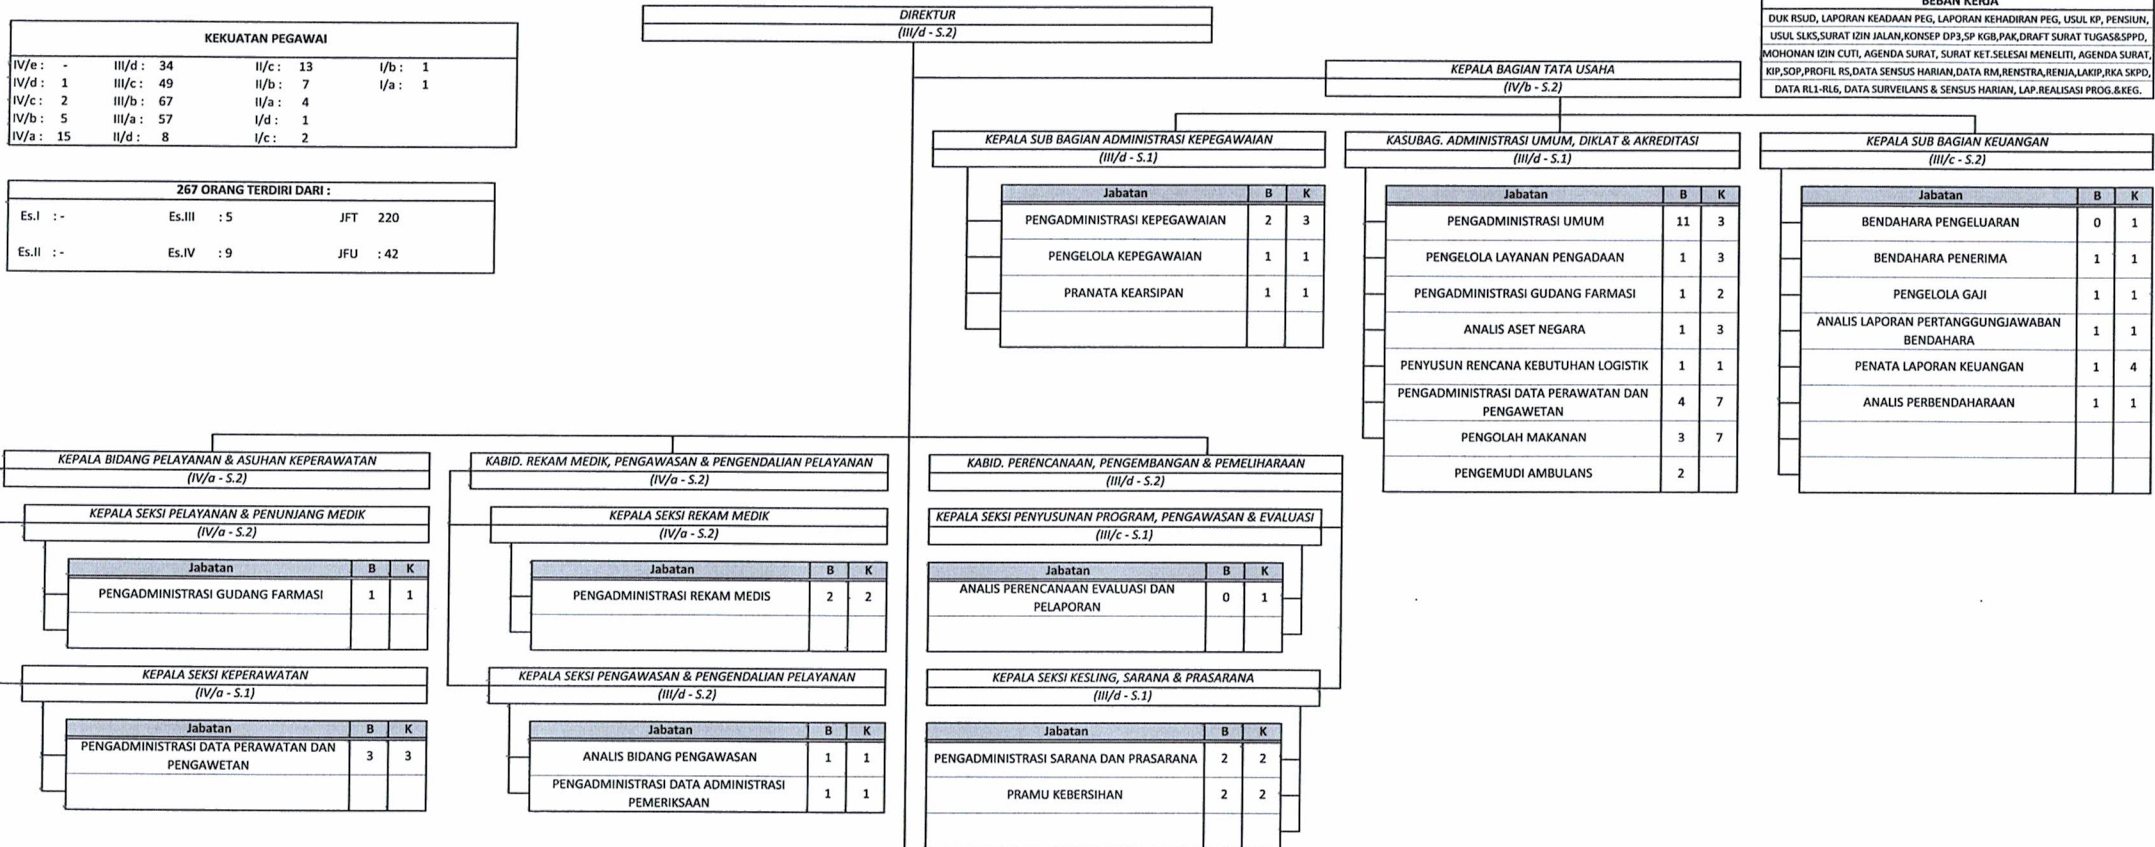 DIREKTUR
(III/d - S.2)
KEKUATAN PEGAWAI
IV/e : - III/d : 34 II/c : 13 I/b : 1
IV/d : 1 III/c : 49 II/b : 7 I/a : 1
IV/c : 2 III/b : 67 II/a : 4
IV/b : 5 III/a : 57 I/d : 1
IV/a : 15 II/d : 8 I/c : 2
BEBAN KERJA
DUK RSUD, LAPORAN KEADAAN PEG, LAPORAN KEHADIRAN PEG, USUL KP, PENSIUN,
USUL SLKS,SURAT IZIN JALAN,KONSEP DP3,SP KGB,PAK,DRAFT SURAT TUGAS&SPPD,
MOHONAN IZIN CUTI, AGENDA SURAT, SURAT KET.SELESAI MENELITI, AGENDA SURAT,
KIP,SOP,PROFIL RS,DATA SENSUS HARIAN,DATA RM,RENSTRA,RENJA,LAKIP,RKA SKPD,
DATA RL1-RL6, DATA SURVEILANS & SENSUS HARIAN, LAP.REALISASI PROG.&KEG.
267 ORANG TERDIRI DARI :
Es.I : - Es.III : 5 JFT 220
Es.II : - Es.IV : 9 JFU : 42
KEPALA BAGIAN TATA USAHA
(IV/b - S.2)
KEPALA SUB BAGIAN ADMINISTRASI KEPEGAWAIAN
(III/d - S.1)
Jabatan B K
PENGADMINISTRASI KEPEGAWAIAN 2 3
PENGELOLA KEPEGAWAIAN 1 1
PRANATA KEARSIPAN 1 1
KASUBAG. ADMINISTRASI UMUM, DIKLAT & AKREDITASI
(III/d - S.1)
Jabatan B K
PENGADMINISTRASI UMUM 11 3
PENGELOLA LAYANAN PENGADAAN 1 3
PENGADMINISTRASI GUDANG FARMASI 1 2
ANALIS ASET NEGARA 1 3
PENYUSUN RENCANA KEBUTUHAN LOGISTIK 1 1
PENGADMINISTRASI DATA PERAWATAN DAN
PENGAWETAN 4 7
PENGOLAH MAKANAN 3 7
PENGEMUDI AMBULANS 2
KEPALA SUB BAGIAN KEUANGAN
(III/c - S.2)
Jabatan B K
BENDAHARA PENGELUARAN 0 1
BENDAHARA PENERIMA 1 1
PENGELOLA GAJI 1 1
ANALIS LAPORAN PERTANGGUNGJAWABAN
BENDAHARA 1 1
PENATA LAPORAN KEUANGAN 1 4
ANALIS PERBENDAHARAAN 1 1
KEPALA BIDANG PELAYANAN & ASUHAN KEPERAWATAN
(IV/a - S.2)
KEPALA SEKSI PELAYANAN & PENUNJANG MEDIK
(IV/a - S.2)
Jabatan B K
PENGADMINISTRASI GUDANG FARMASI 1 1
KEPALA SEKSI KEPERAWATAN
(IV/a - S.1)
Jabatan B K
PENGADMINISTRASI DATA PERAWATAN DAN
PENGAWETAN 3 3
KABID. REKAM MEDIK, PENGAWASAN & PENGENDALIAN PELAYANAN
(IV/a - S.2)
KEPALA SEKSI REKAM MEDIK
(IV/a - S.2)
Jabatan B K
PENGADMINISTRASI REKAM MEDIS 2 2
KEPALA SEKSI PENGAWASAN & PENGENDALIAN PELAYANAN
(III/d - S.2)
Jabatan B K
ANALIS BIDANG PENGAWASAN 1 1
PENGADMINISTRASI DATA ADMINISTRASI
PEMERIKSAAN 1 1
KABID. PERENCANAAN, PENGEMBANGAN & PEMELIHARAAN
(III/d - S.2)
KEPALA SEKSI PENYUSUNAN PROGRAM, PENGAWASAN & EVALUASI
(III/c - S.1)
Jabatan B K
ANALIS PERENCANAAN EVALUASI DAN
PELAPORAN 0 1
KEPALA SEKSI KESLING, SARANA & PRASARANA
(III/d - S.1)
Jabatan B K
PENGADMINISTRASI SARANA DAN PRASARANA 2 2
PRAMU KEBERSIHAN 2 2